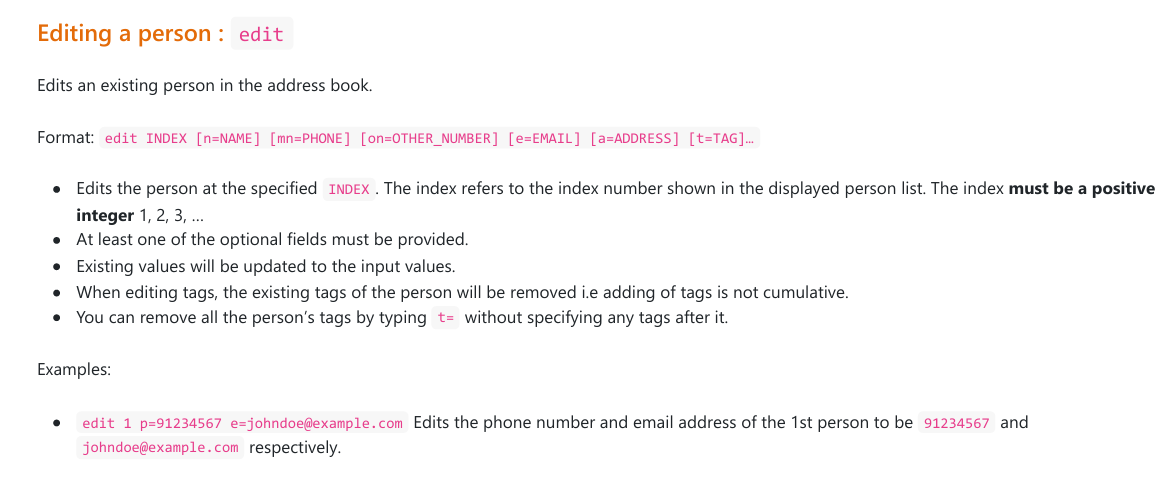 Editing a person : edit
Edits an existing person in the address book.
Format: edit INDEX [n=NAME] [mn=PHONE] [on=OTHER_NUMBER] [e=EMAIL] [a=ADDRESS] [t=TAG]…
• Edits the person at the specified INDEX . The index refers to the index number shown in the displayed person list. The index must be a positive
integer 1, 2, 3, …
• At least one of the optional fields must be provided.
• Existing values will be updated to the input values.
• When editing tags, the existing tags of the person will be removed i.e adding of tags is not cumulative.
• You can remove all the person’s tags by typing t= without specifying any tags after it.
Examples:
• edit 1 p=91234567 e=johndoe@example.com Edits the phone number and email address of the 1st person to be 91234567 and
johndoe@example.com respectively.